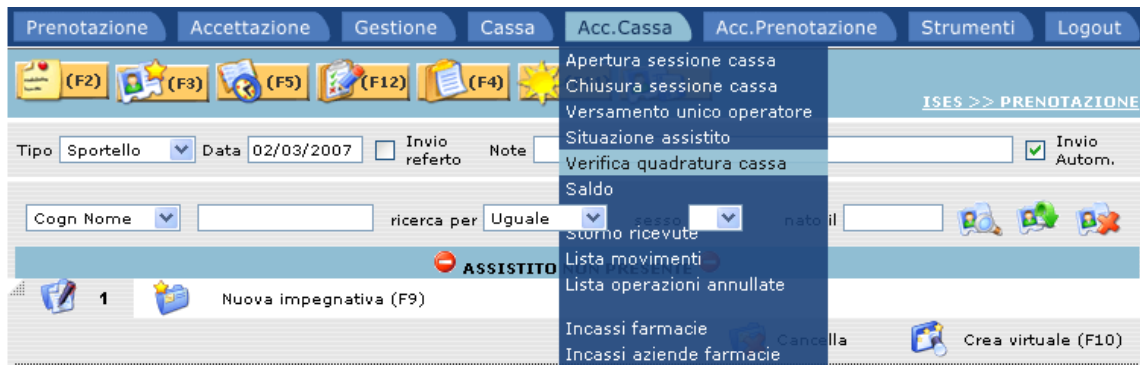 Prenotazione Accettazione Gestione Cassa Acc.Cassa Acc.Prenotazione Strumenti Logout
(F2) (F3) (F5) (F12) (F4)
ISES >> PRENOTAZIONE
Apertura sessione cassa
Chiusura sessione cassa
Versamento unico operatore
Situazione assistito
Verifica quadratura cassa
Saldo
Storno ricevute
Lista movimenti
Lista operazioni annullate
Incassi farmacie
Incassi aziende farmacie
Tipo Sportello Data 02/03/2007 Invio referto Note Invio Autom.
Cogn Nome ricerca per Uguale sesso nato il
ASSISTITO NON PRESENTE
1 Nuova impegnativa (F9)
Cancella Crea virtuale (F10)